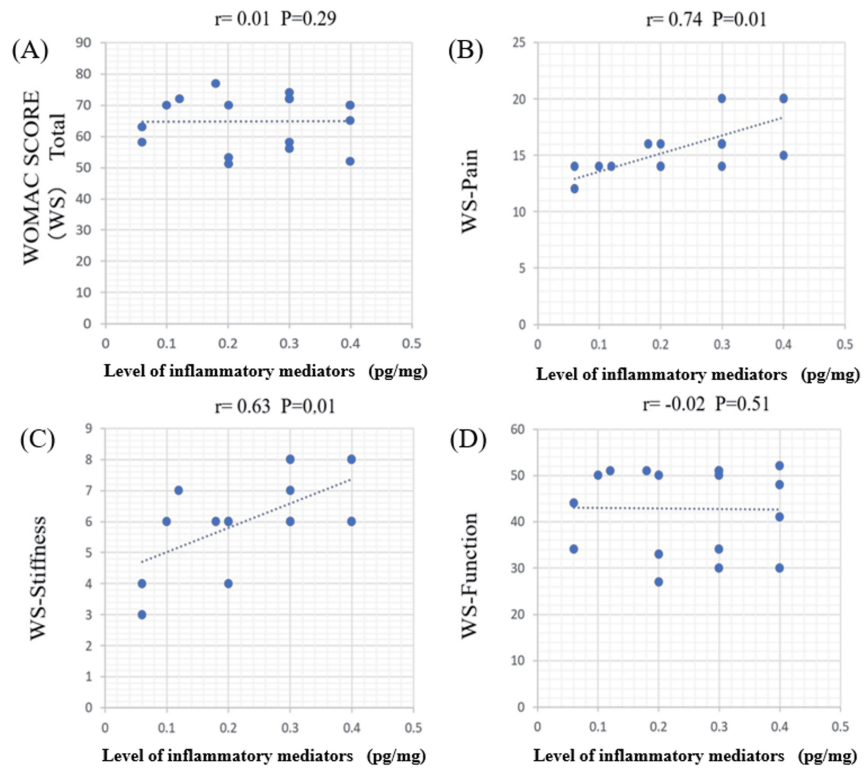 r= 0.01 P=0.29
(A)
WOMAC SCORE
(WS) Total
90
80
70
60
50
40
30
20
10
0
0 0.1 0.2 0.3 0.4 0.5
Level of inflammatory mediators (pg/mg)
r= 0.74 P=0.01
(B)
WS-Pain
25
20
15
10
5
0
0 0.1 0.2 0.3 0.4 0.5
Level of inflammatory mediators (pg/mg)
r= 0.63 P=0.01
(C)
WS-Stiffness
9
8
7
6
5
4
3
2
1
0
0 0.1 0.2 0.3 0.4 0.5
Level of inflammatory mediators (pg/mg)
r= -0.02 P=0.51
(D)
WS-Function
60
50
40
30
20
10
0
0 0.1 0.2 0.3 0.4 0.5
Level of inflammatory mediators (pg/mg)